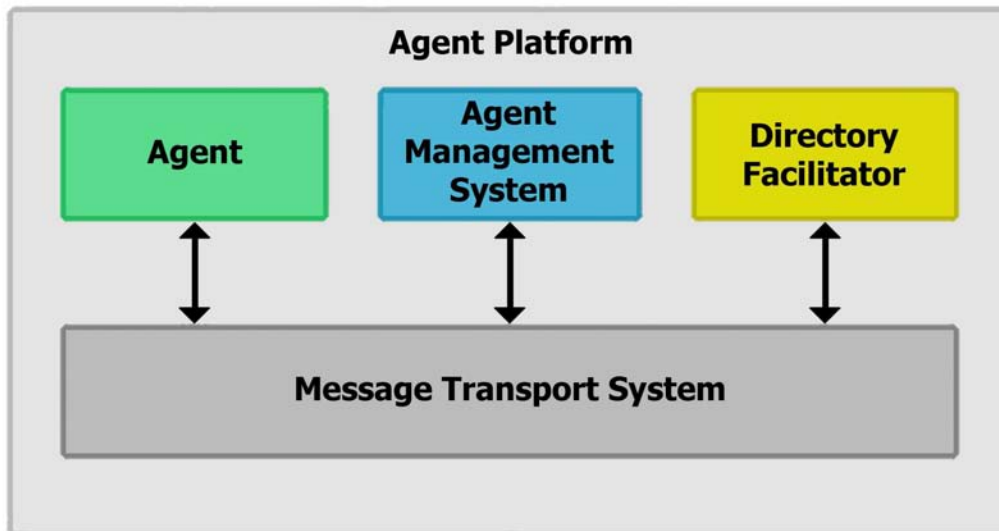 Agent Platform
Agent
Agent
Management
System
Directory
Facilitator
Message Transport System